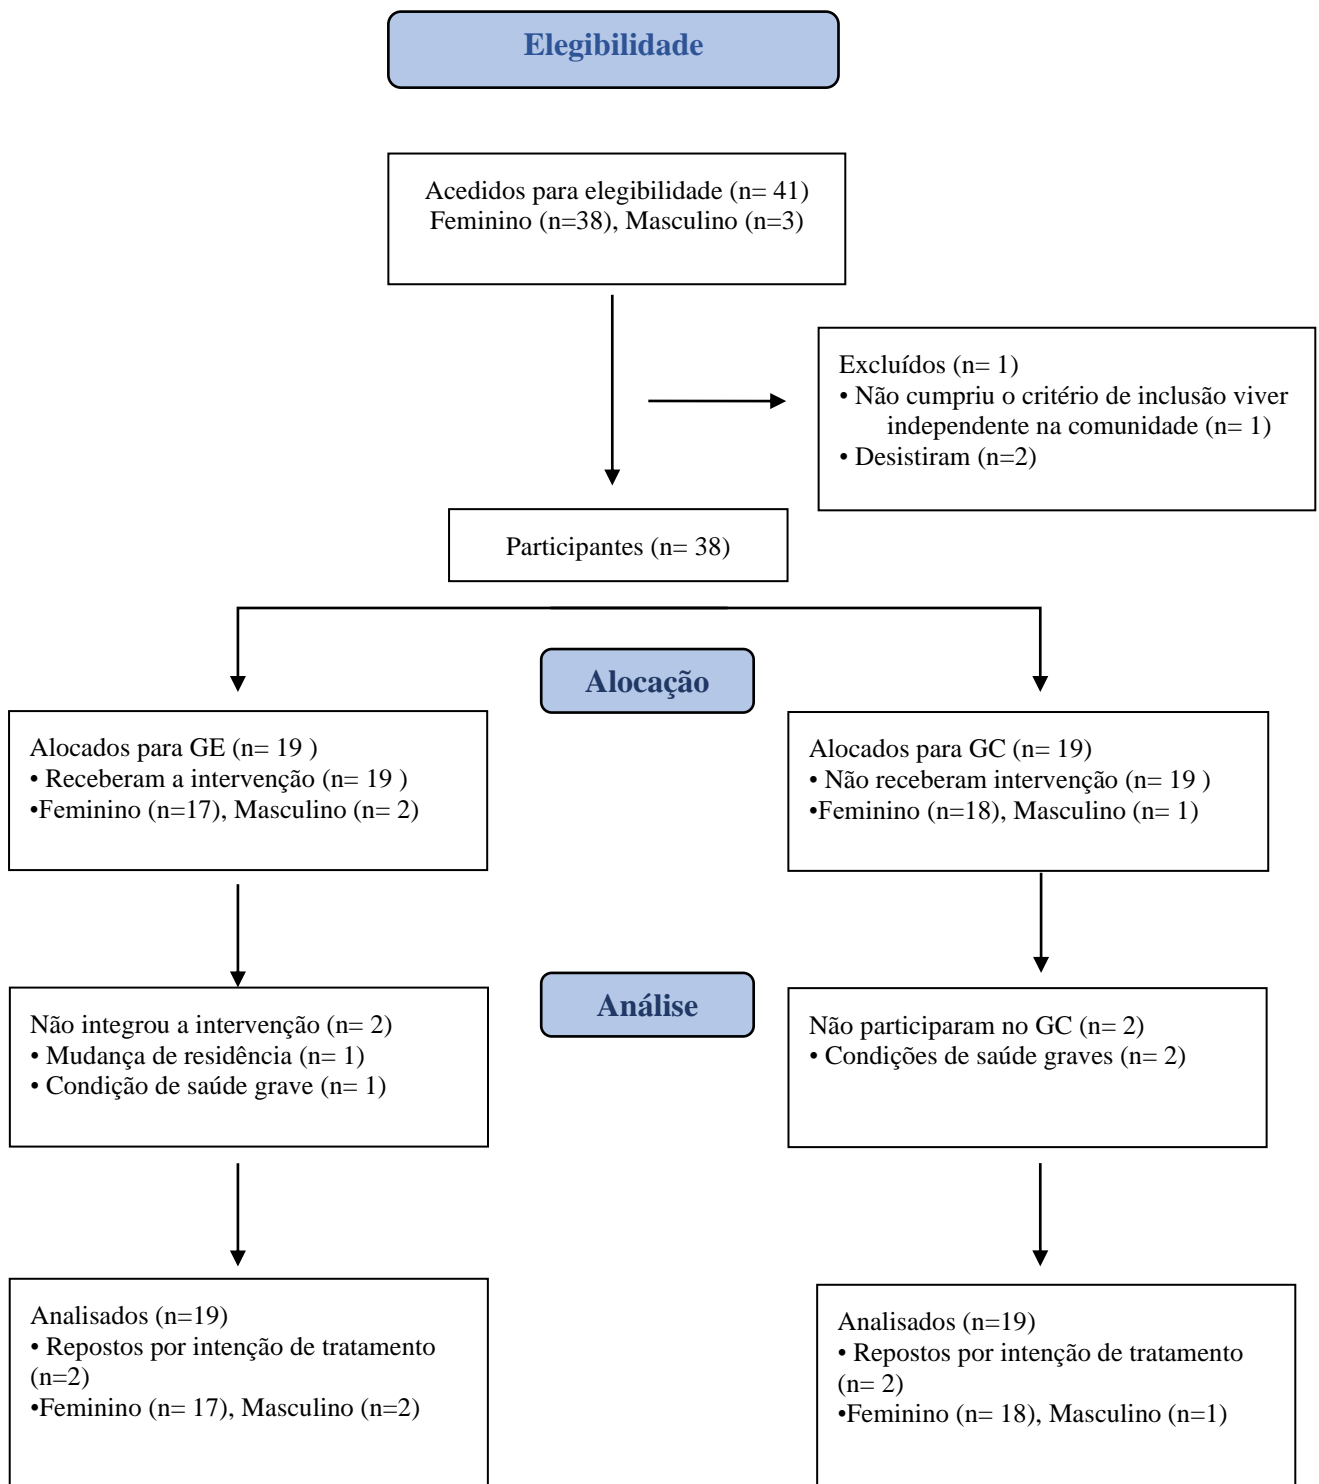 Elegibilidade
Acedidos para elegibilidade (n= 41)
Feminino (n=38), Masculino (n=3)
Excluídos (n= 1)
• Não cumpriu o critério de inclusão viver
independente na comunidade (n= 1)
• Desistiram (n=2)
Participantes (n= 38)
Alocação
Alocados para GE (n= 19 )
• Receberam a intervenção (n= 19 )
•Feminino (n=17), Masculino (n= 2)
Alocados para GC (n= 19)
• Não receberam intervenção (n= 19 )
•Feminino (n=18), Masculino (n= 1)
Análise
Não integrou a intervenção (n= 2)
• Mudança de residência (n= 1)
• Condição de saúde grave (n= 1)
Não participaram no GC (n= 2)
• Condições de saúde graves (n= 2)
Analisados (n=19)
• Repostos por intenção de tratamento
(n=2)
•Feminino (n= 17), Masculino (n=2)
Analisados (n=19)
• Repostos por intenção de tratamento
(n= 2)
•Feminino (n= 18), Masculino (n=1)